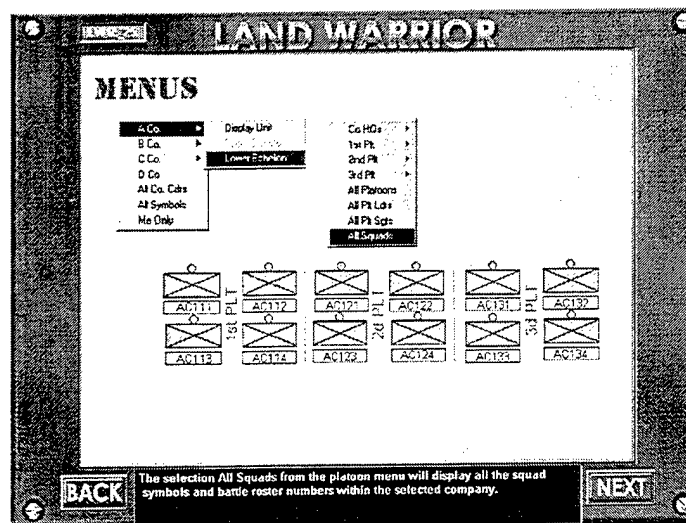 LAND WARRIOR
MENUS
A Co.
B Co.
C Co.
D Co
All Co. Cdrs
All Symbols
Me Only
Display Unit
Lower Echelon
Co HQs
1st Plt
2nd Plt
3rd Plt
All Platoons
All Plt Ldrs
All Plt Sgts
All Squads
AC111 AC112 AC121 AC122 AC131 AC132
1st PLT 2d PLT 3d PLT
AC113 AC114 AC123 AC124 AC133 AC134
BACK
The selection All Squads from the platoon menu will display all the squad
symbols and battle roster numbers within the selected company.
NEXT